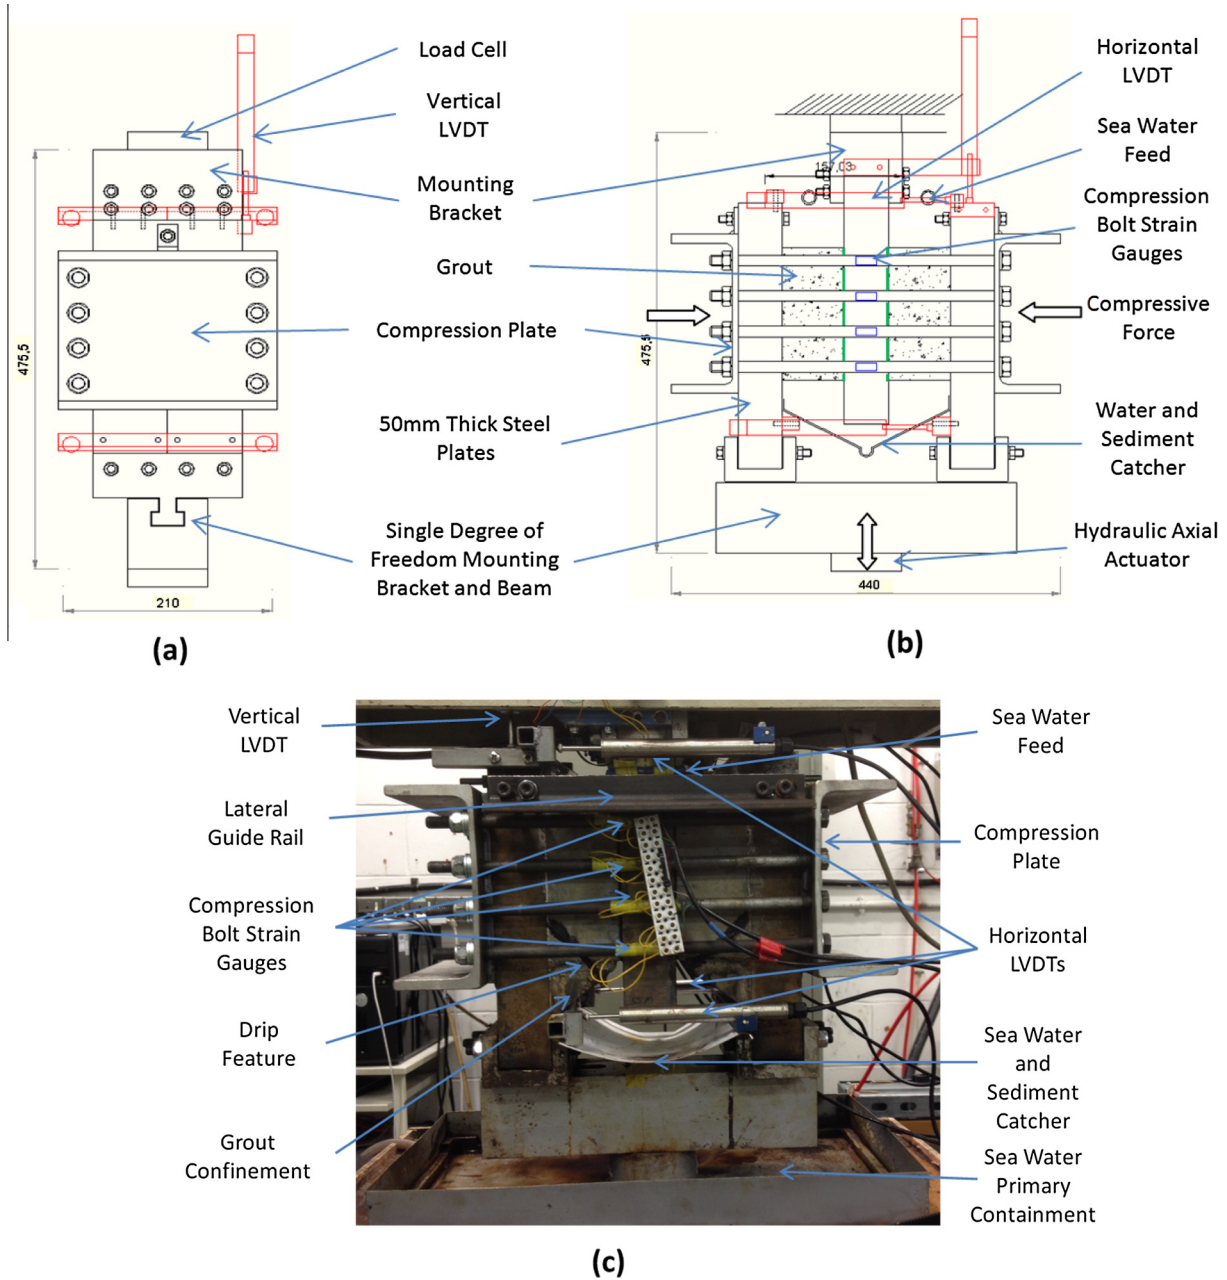 Load Cell
Vertical
LVDT
Mounting
Bracket
Grout
Compression Plate
50mm Thick Steel
Plates
Single Degree of
Freedom Mounting
Bracket and Beam
475,5
210
(a)
Horizontal
LVDT
Sea Water
Feed
Compression
Bolt Strain
Gauges
Compressive
Force
Water and
Sediment
Catcher
Hydraulic Axial
Actuator
157,03
475,5
440
(b)
Vertical
LVDT
Lateral
Guide Rail
Compression
Bolt Strain
Gauges
Drip
Feature
Grout
Confinement
Sea Water
Feed
Compression
Plate
Horizontal
LVDTs
Sea Water
and
Sediment
Catcher
Sea Water
Primary
Containment
(c)